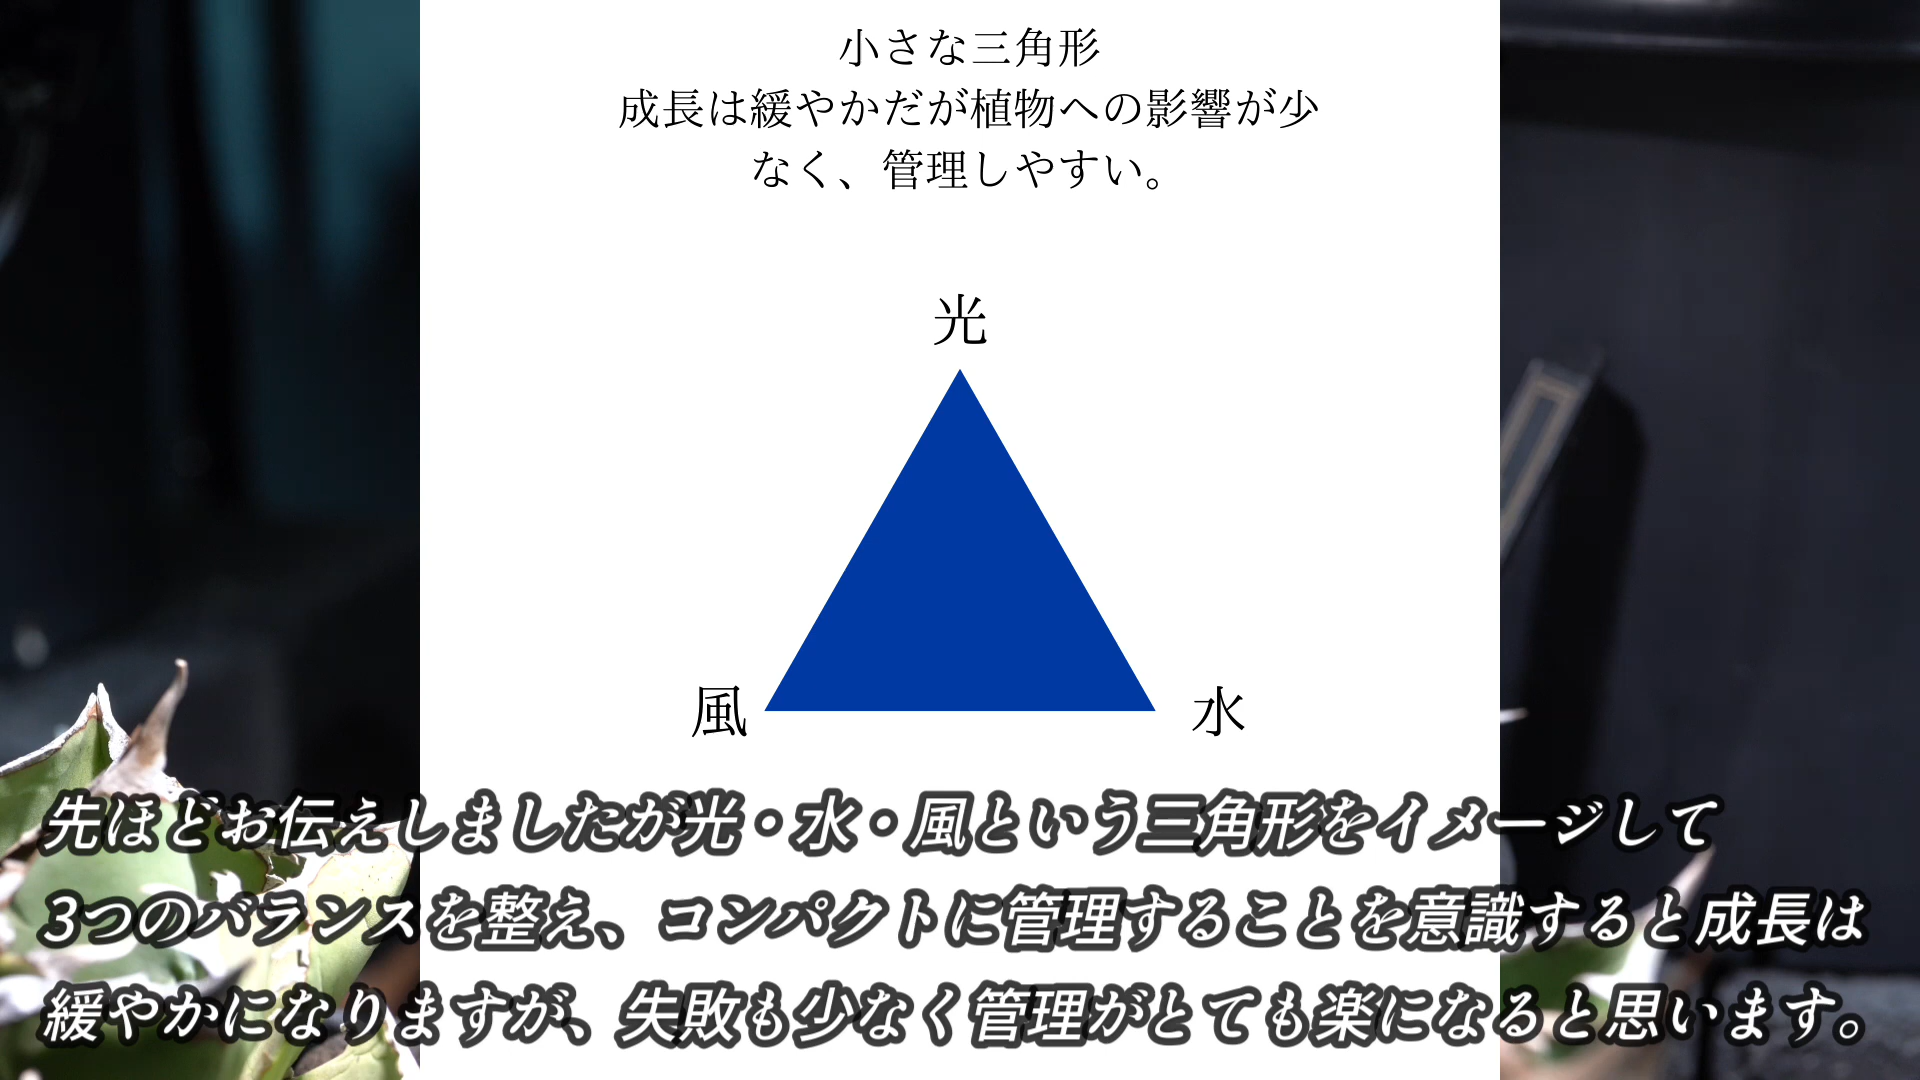 小さな三角形
成長は緩やかだが植物への影響が少
なく、管理しやすい。
光
風
水
先ほどお伝えしましたが光・水・風という三角形をイメージして
3つのバランスを整え、コンパクトに管理することを意識すると成長は
緩やかになりますが、失敗も少なく管理がとても楽になると思います。